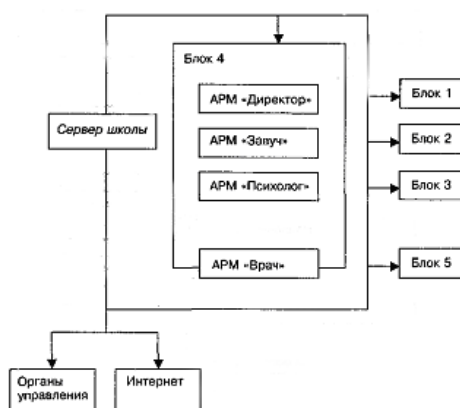 Блок 4
АРМ «Директор»
Блок 1
Сервер школы
АРМ «Завуч»
Блок 2
АРМ «Психолог»
Блок 3
АРМ «Врач»
Блок 5
Органы
управления
Интернет